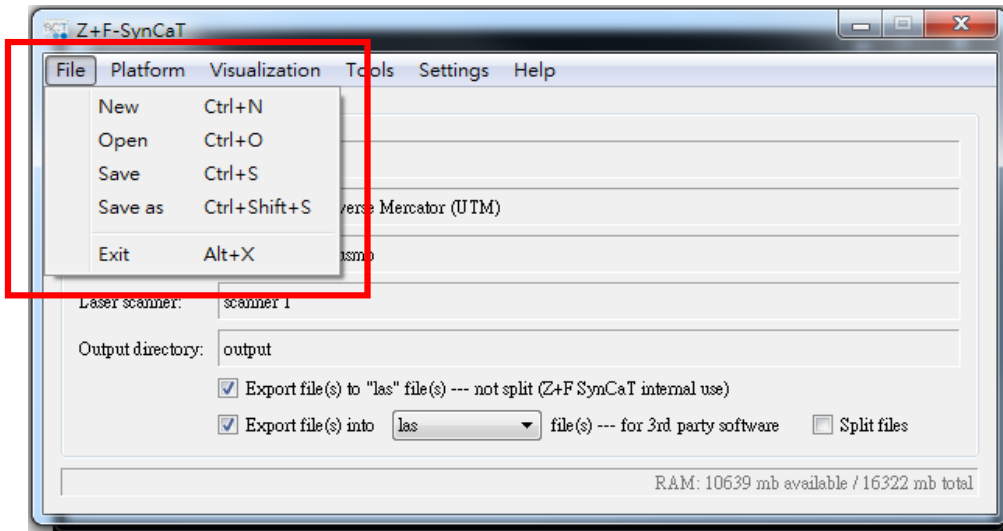 Z+F-SynCaT
File Platform Visualization Tools Settings Help
New Ctrl+N
Open Ctrl+O
Save Ctrl+S
Save as Ctrl+Shift+S
Exit Alt+X
verse Mercator (UTM)
Laser scanner: scanner 1
Output directory: output
Export file(s) to "las" file(s) --- not split (Z+F SynCaT internal use)
Export file(s) into las file(s) --- for 3rd party software Split files
RAM: 10639 mb available / 16322 mb total